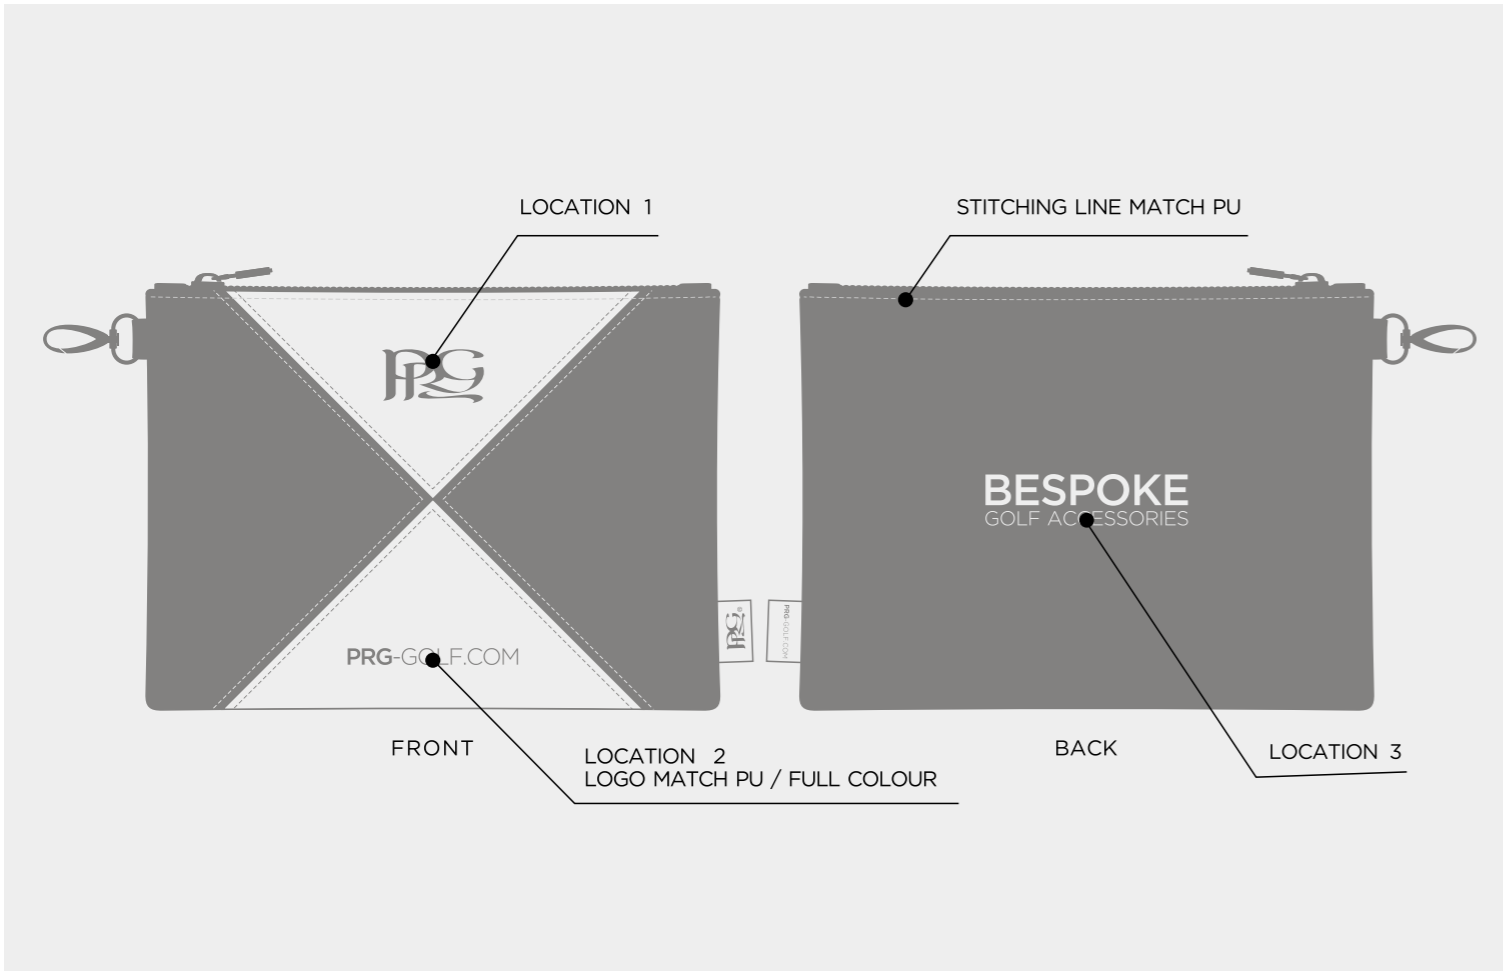 LOCATION 1
STITCHING LINE MATCH PU
PRG
BESPOKE
GOLF ACCESSORIES
PRG®
PRG-GOLF.COM
PRG-GOLF.COM
FRONT
BACK
LOCATION 2
LOGO MATCH PU / FULL COLOUR
LOCATION 3